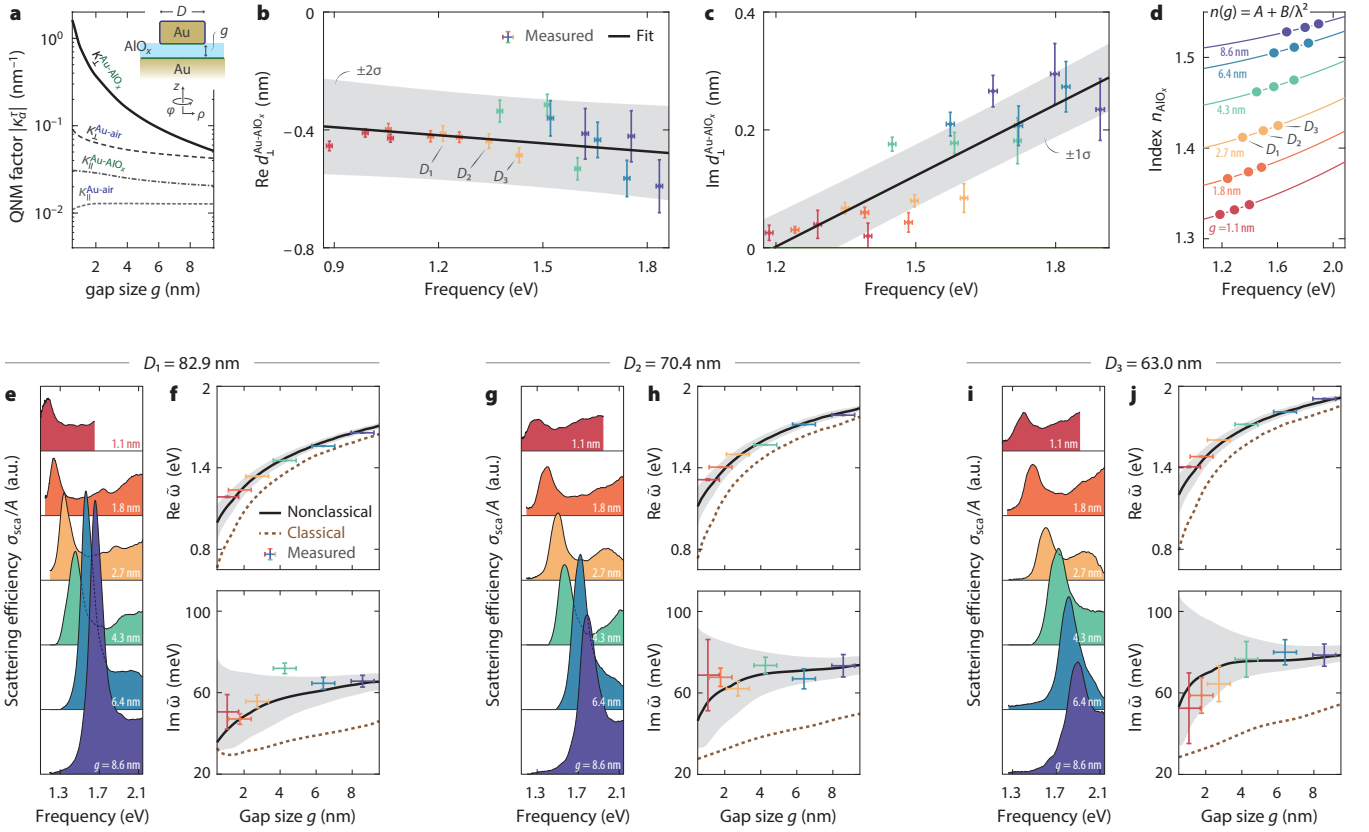 a
D
g
Au
AlOₓ
Au
z
φ
ρ
κ⊥^Au-AlOₓ
κ⊥^Au-air
κ∥^Au-AlOₓ
κ∥^Au-air
QNM factor |κ_α^τ| (nm⁻¹)
10⁰
10⁻¹
10⁻²
2 4 6 8
gap size g (nm)
b
Measured
Fit
±2σ
D₁
D₂
D₃
Re d⊥^Au-AlOₓ (nm)
−0
−0.4
−0.8
0.9 1.2 1.5 1.8
Frequency (eV)
c
±1σ
Im d⊥^Au-AlOₓ (nm)
0.4
0.2
0
1.2 1.5 1.8
Frequency (eV)
d
n(g) = A + B/λ²
8.6 nm
6.4 nm
4.3 nm
2.7 nm
1.8 nm
g = 1.1 nm
D₃
D₂
D₁
Index n_AlOₓ
1.5
1.4
1.3
1.2 1.6 2.0
Frequency (eV)
D₁ = 82.9 nm
e
1.1 nm
1.8 nm
2.7 nm
4.3 nm
6.4 nm
g = 8.6 nm
Scattering efficiency σ_sca/A (a.u.)
1.3 1.7 2.1
Frequency (eV)
f
Nonclassical
Classical
Measured
Re ω̃ (eV)
2
1.4
0.8
Im ω̃ (meV)
100
60
20
0 2 4 6 8
Gap size g (nm)
D₂ = 70.4 nm
g
1.1 nm
1.8 nm
2.7 nm
4.3 nm
6.4 nm
g = 8.6 nm
Scattering efficiency σ_sca/A (a.u.)
1.3 1.7 2.1
Frequency (eV)
h
Re ω̃ (eV)
2
1.4
0.8
Im ω̃ (meV)
100
60
20
0 2 4 6 8
Gap size g (nm)
D₃ = 63.0 nm
i
1.1 nm
1.8 nm
2.7 nm
4.3 nm
6.4 nm
g = 8.6 nm
Scattering efficiency σ_sca/A (a.u.)
1.3 1.7 2.1
Frequency (eV)
j
Re ω̃ (eV)
2
1.4
0.8
Im ω̃ (meV)
100
60
20
0 2 4 6 8
Gap size g (nm)